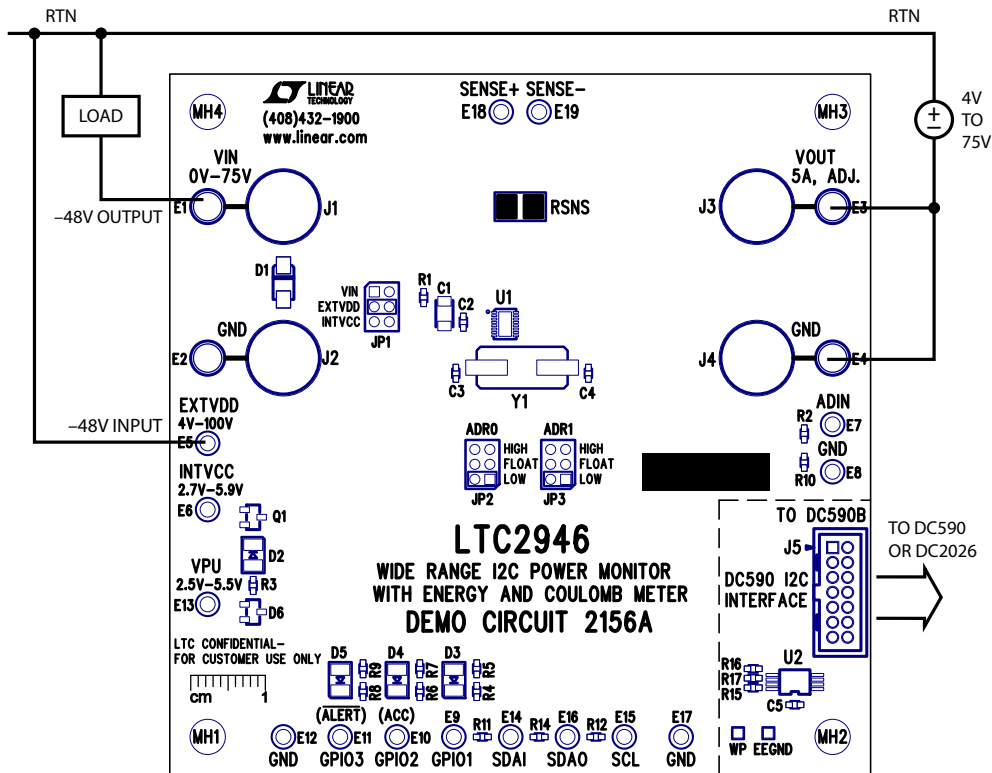 RTN
RTN
LOAD
4V
TO
75V
–48V OUTPUT
–48V INPUT
TO DC590
OR DC2026
MH4
LINEAR
TECHNOLOGY
(408)432-1900
www.linear.com
SENSE+ SENSE-
E18 E19
MH3
VIN
0V-75V
E1
J1
RSNS
J3
VOUT
5A, ADJ.
E3
D1
VIN
EXTVDD
INTVCC
JP1
R1
C1
C2
U1
GND
E2
J2
C3
Y1
C4
J4
GND
E4
EXTVDD
4V-100V
E5
INTVCC
2.7V-5.9V
E6
Q1
D2
VPU
2.5V-5.5V
R3
E13
D6
ADR0
HIGH
FLOAT
LOW
JP2
ADR1
HIGH
FLOAT
LOW
JP3
ADIN
R2
E7
GND
R10
E8
LTC2946
WIDE RANGE I2C POWER MONITOR
WITH ENERGY AND COULOMB METER
DEMO CIRCUIT 2156A
TO DC590B
J5
DC590 I2C
INTERFACE
LTC CONFIDENTIAL-
FOR CUSTOMER USE ONLY
cm 1
D5
R9
R8
D4
R7
R6
D3
R5
R4
R16
R17
R15
U2
C5
MH1
E12
GND
(ALERT)
E11
GPIO3
(ACC)
E10
GPIO2
E9
GPIO1
R11
E14
SDAI
R14
E16
SDAO
R12
E15
SCL
E17
GND
WP EEGND
MH2